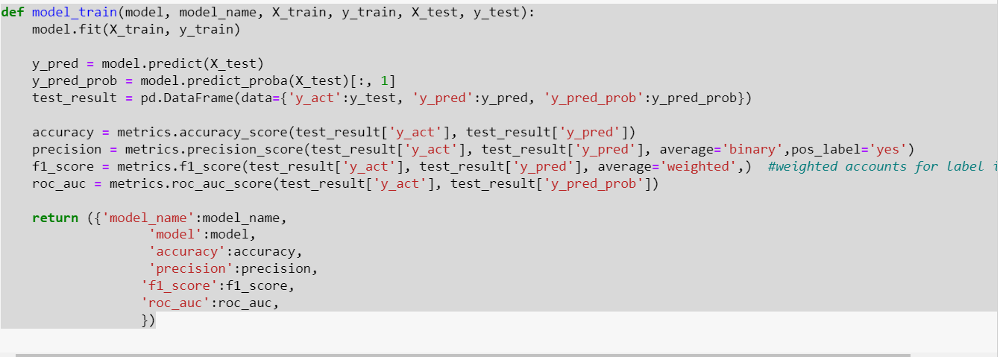 def model_train(model, model_name, X_train, y_train, X_test, y_test):
    model.fit(X_train, y_train)
    y_pred = model.predict(X_test)
    y_pred_prob = model.predict_proba(X_test)[:, 1]
    test_result = pd.DataFrame(data={'y_act':y_test, 'y_pred':y_pred, 'y_pred_prob':y_pred_prob})
    accuracy = metrics.accuracy_score(test_result['y_act'], test_result['y_pred'])
    precision = metrics.precision_score(test_result['y_act'], test_result['y_pred'], average='binary',pos_label='yes')
    f1_score = metrics.f1_score(test_result['y_act'], test_result['y_pred'], average='weighted',)  #weighted accounts for label
    roc_auc = metrics.roc_auc_score(test_result['y_act'], test_result['y_pred_prob'])
    return ({'model_name':model_name,
                   'model':model,
                   'accuracy':accuracy,
                   'precision':precision,
                  'f1_score':f1_score,
                  'roc_auc':roc_auc,
                  })